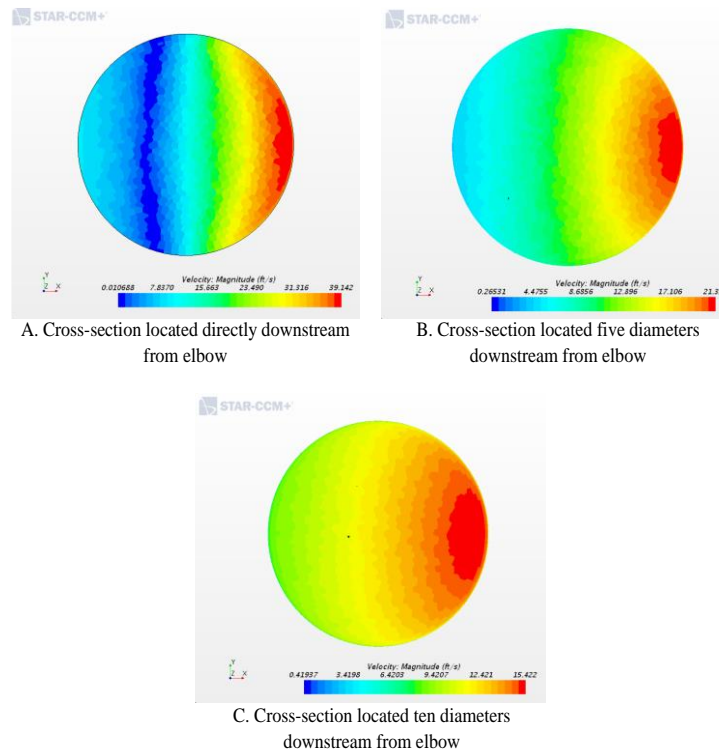 STAR-CCM+
STAR-CCM+
Y
Z X
Velocity: Magnitude (ft/s)
0.010688 7.8370 15.663 23.490 31.316 39.142
Y
Z X
Velocity: Magnitude (ft/s)
0.26531 4.4755 8.6856 12.896 17.106 21.3
A. Cross-section located directly downstream
from elbow
B. Cross-section located five diameters
downstream from elbow
STAR-CCM+
Y
Z X
Velocity: Magnitude (ft/s)
0.41937 3.4198 6.4203 9.4207 12.421 15.422
C. Cross-section located ten diameters
downstream from elbow